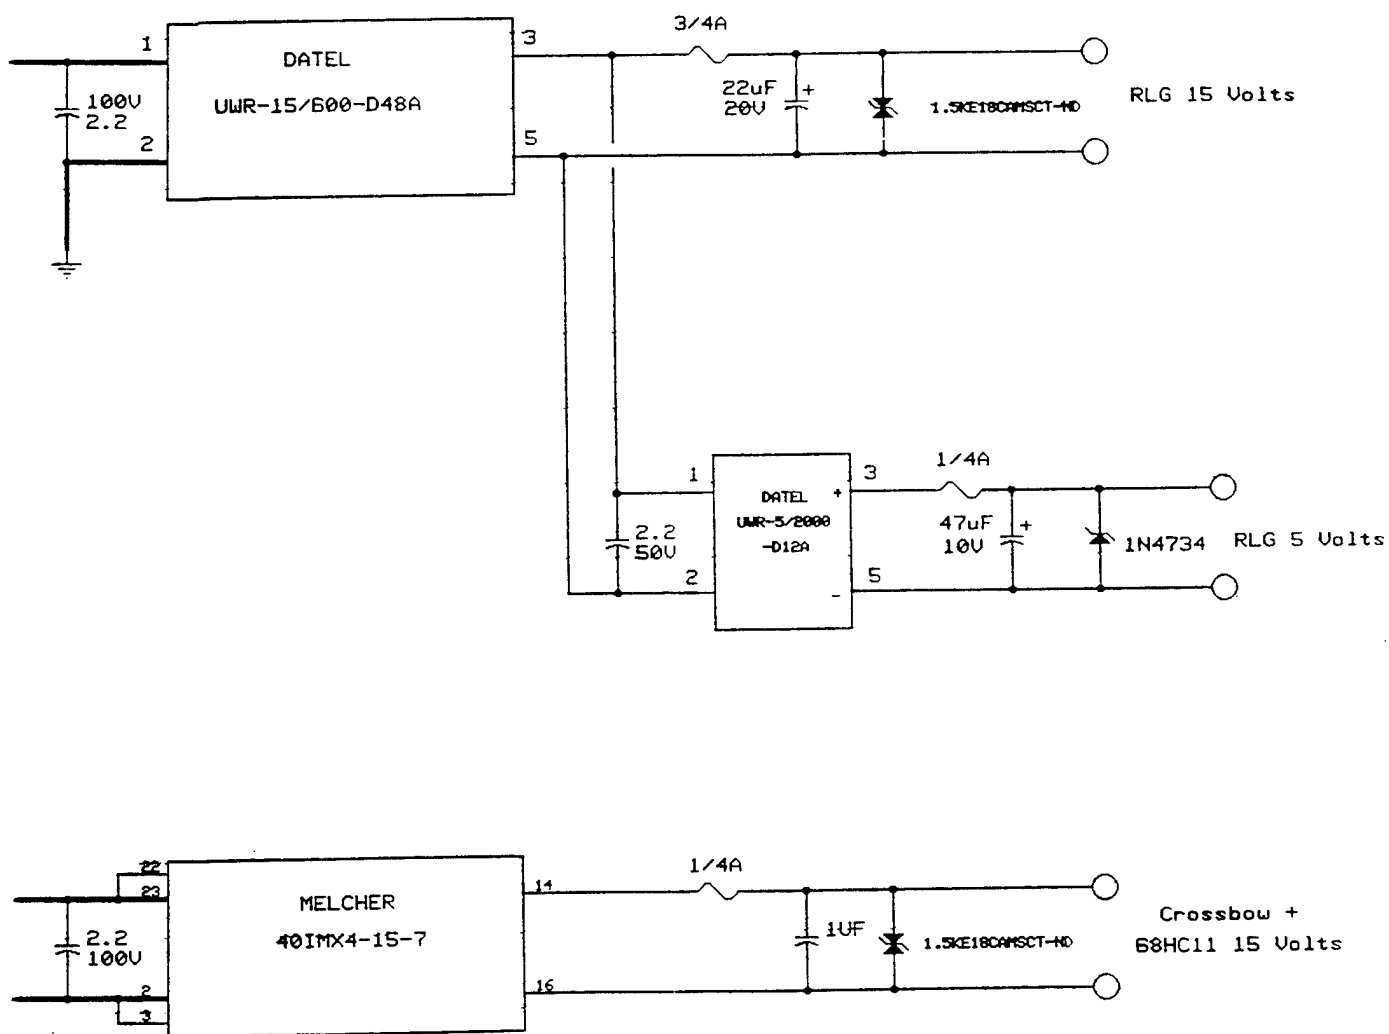 3/4A
1
3
DATEL
UWR-15/600-D48A
100V
2.2
22uF
20V
+
1.5KE18CAMSCT-ND
RLG 15 Volts
2
5
1/4A
1
3
DATEL
+
UWR-5/2000
-D12A
2.2
50V
47uF
10V
+
1N4734
RLG 5 Volts
2
5
-
1/4A
22
23
14
MELCHER
40IMX4-15-7
2.2
100V
1UF
1.5KE18CAMSCT-ND
Crossbow +
68HC11 15 Volts
2
3
16